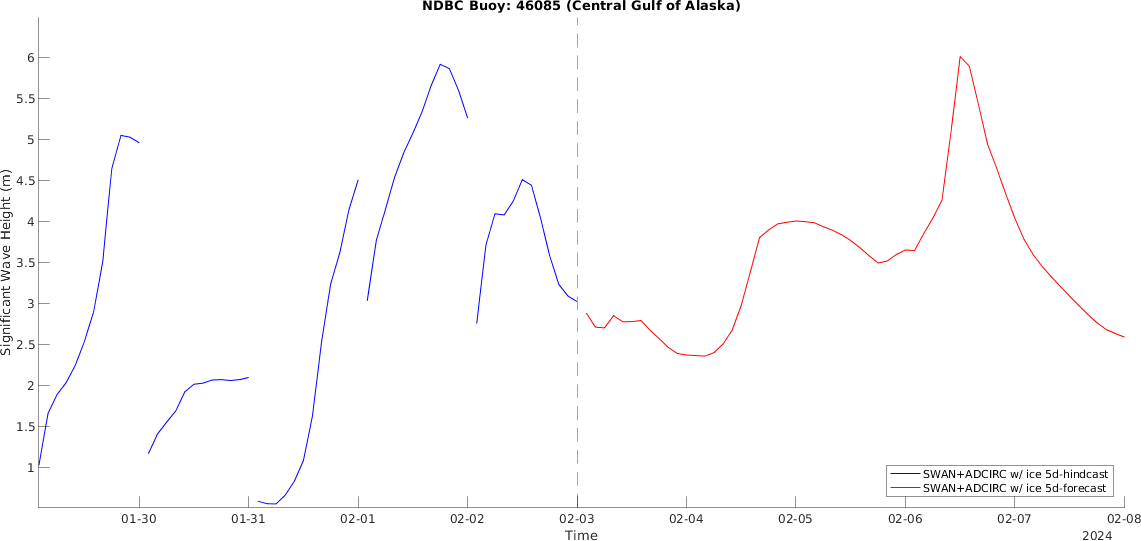 NDBC Buoy: 46085 (Central Gulf of Alaska)
Significant Wave Height (m)
6
5.5
5
4.5
4
3.5
3
2.5
2
1.5
1
SWAN+ADCIRC w/ ice 5d-hindcast
SWAN+ADCIRC w/ ice 5d-forecast
01-30 01-31 02-01 02-02 02-03 02-04 02-05 02-06 02-07 02-08
Time
2024